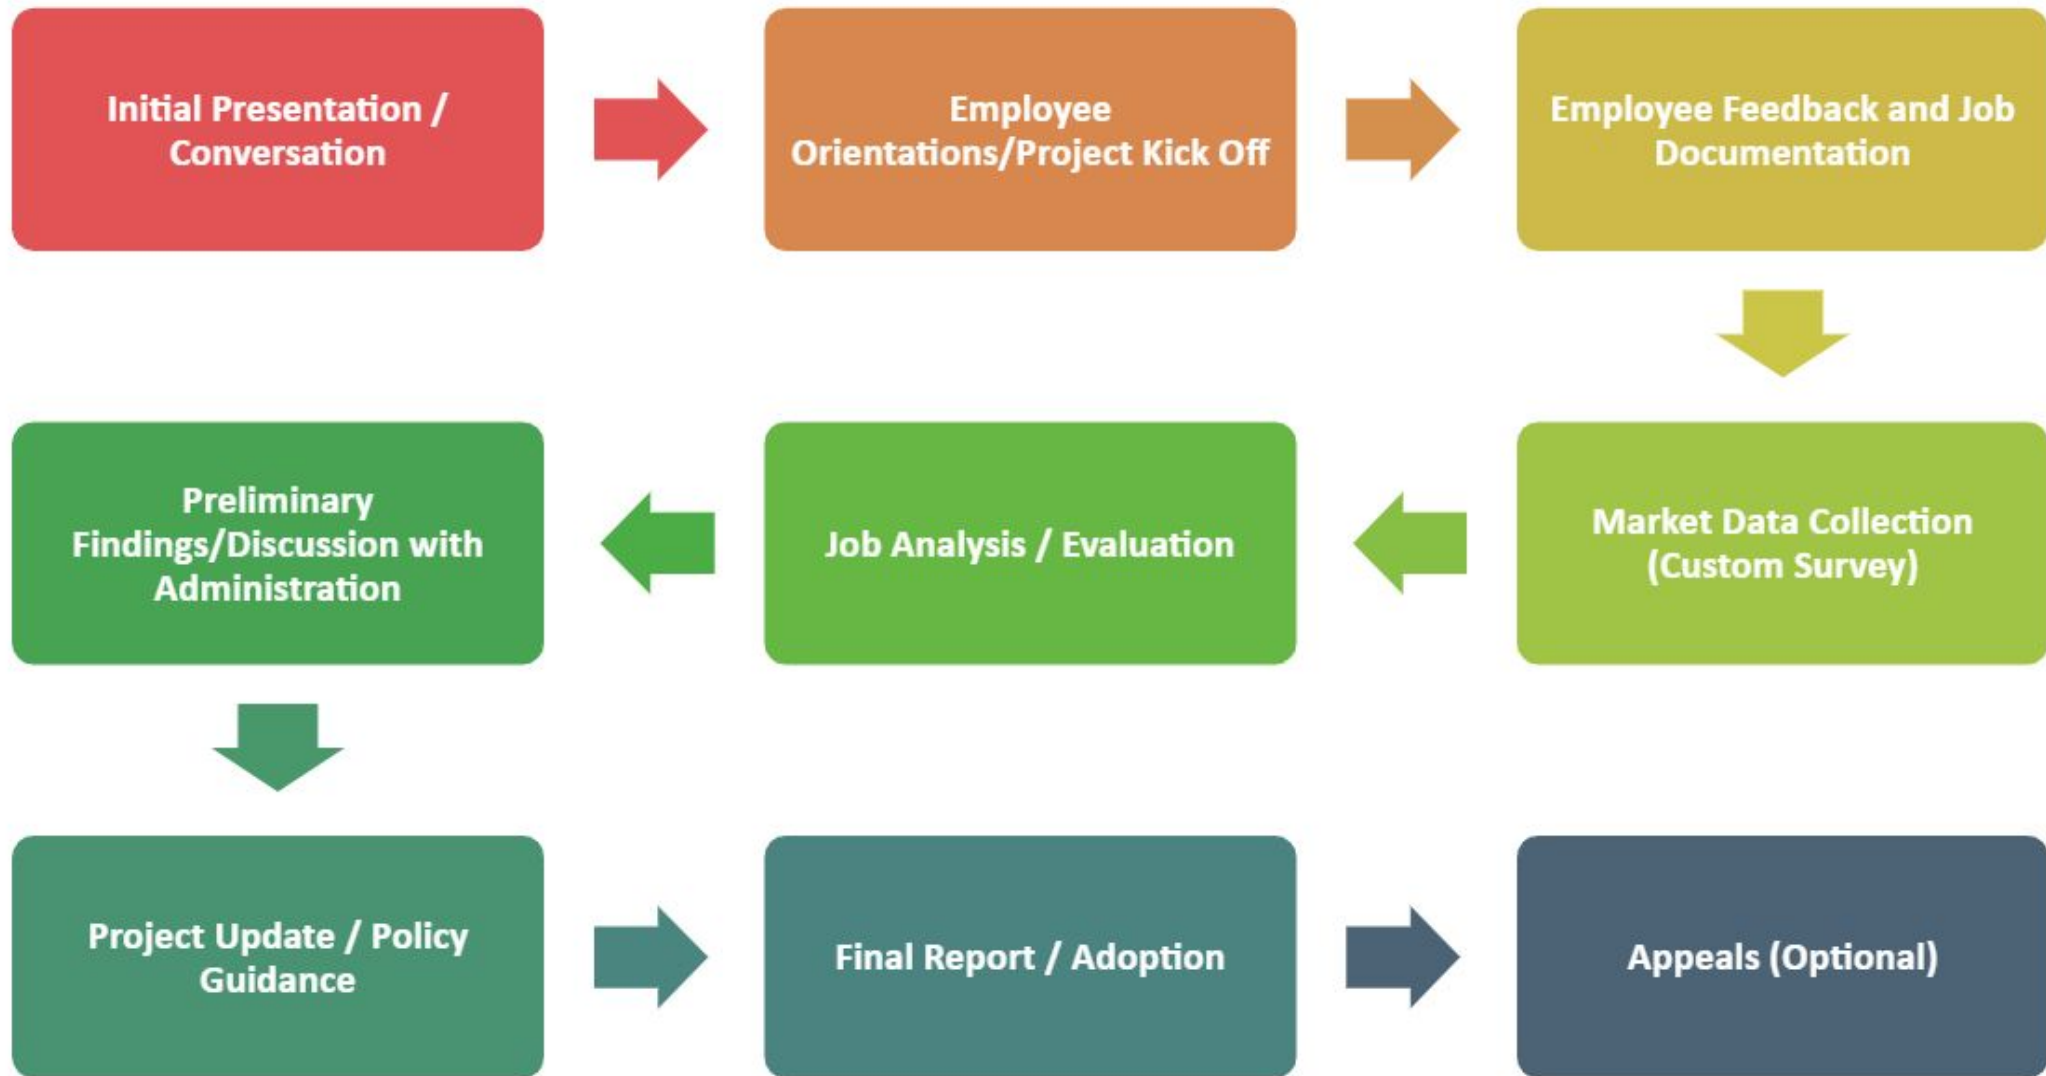 Initial Presentation /
Conversation
Employee
Orientations/Project Kick Off
Employee Feedback and Job
Documentation
Market Data Collection
(Custom Survey)
Job Analysis / Evaluation
Preliminary
Findings/Discussion with
Administration
Project Update / Policy
Guidance
Final Report / Adoption
Appeals (Optional)